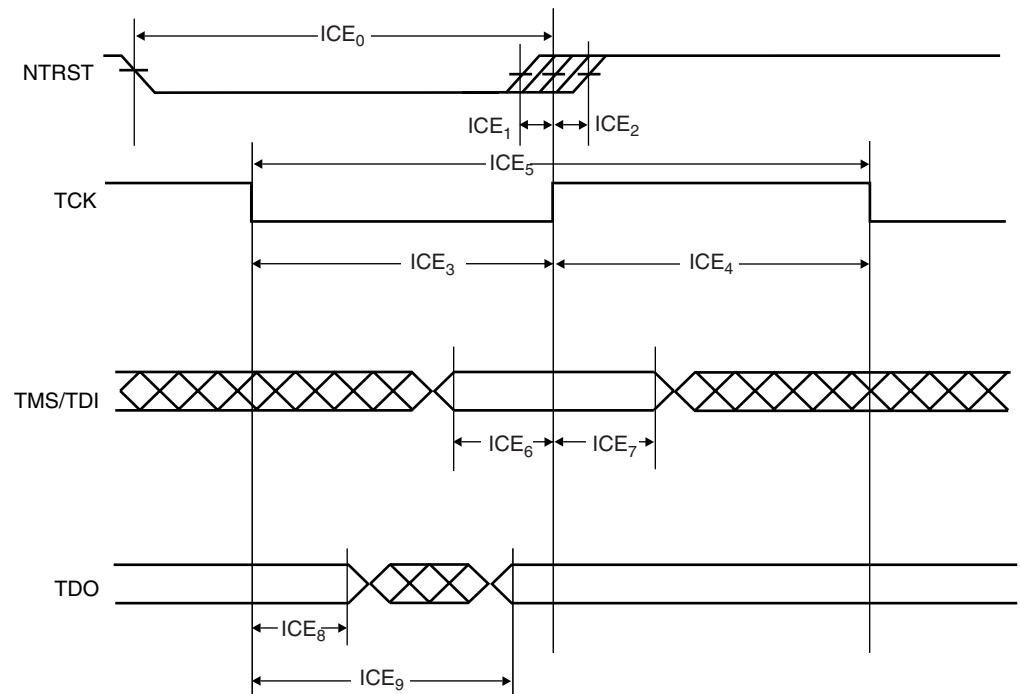 ICE₀
NTRST
ICE₁ ICE₂
ICE₅
TCK
ICE₃ ICE₄
TMS/TDI
ICE₆ ICE₇
TDO
ICE₈
ICE₉